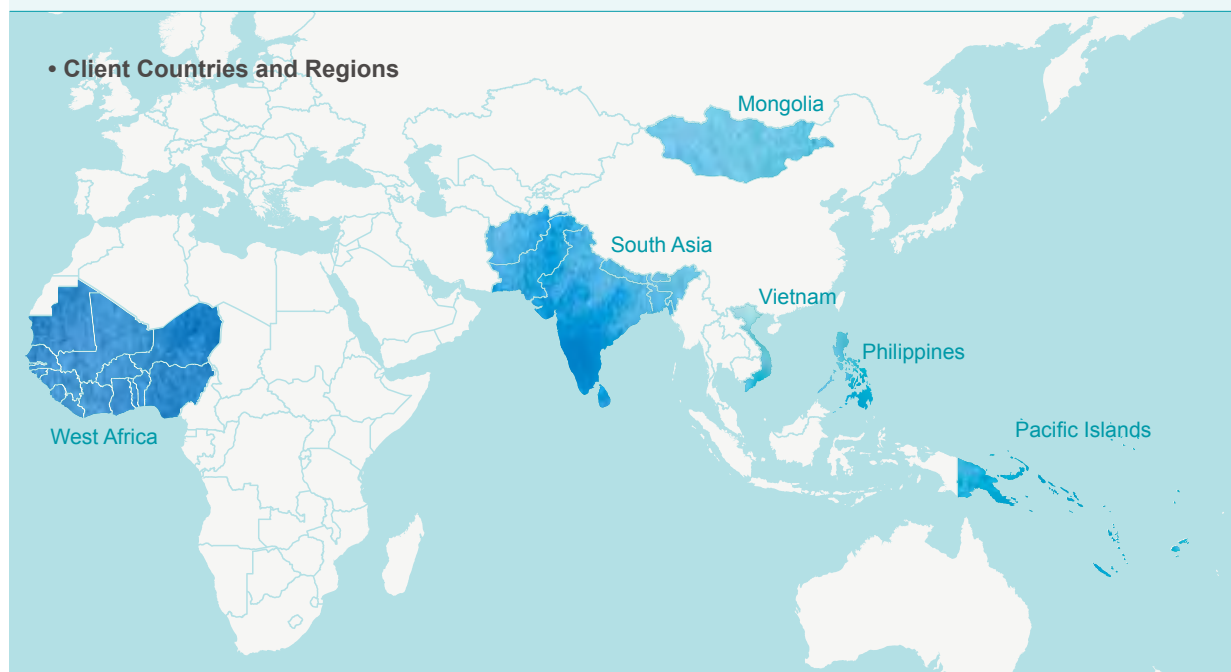 • Client Countries and Regions
Mongolia
South Asia
Vietnam
Philippines
Pacific Islands
West Africa